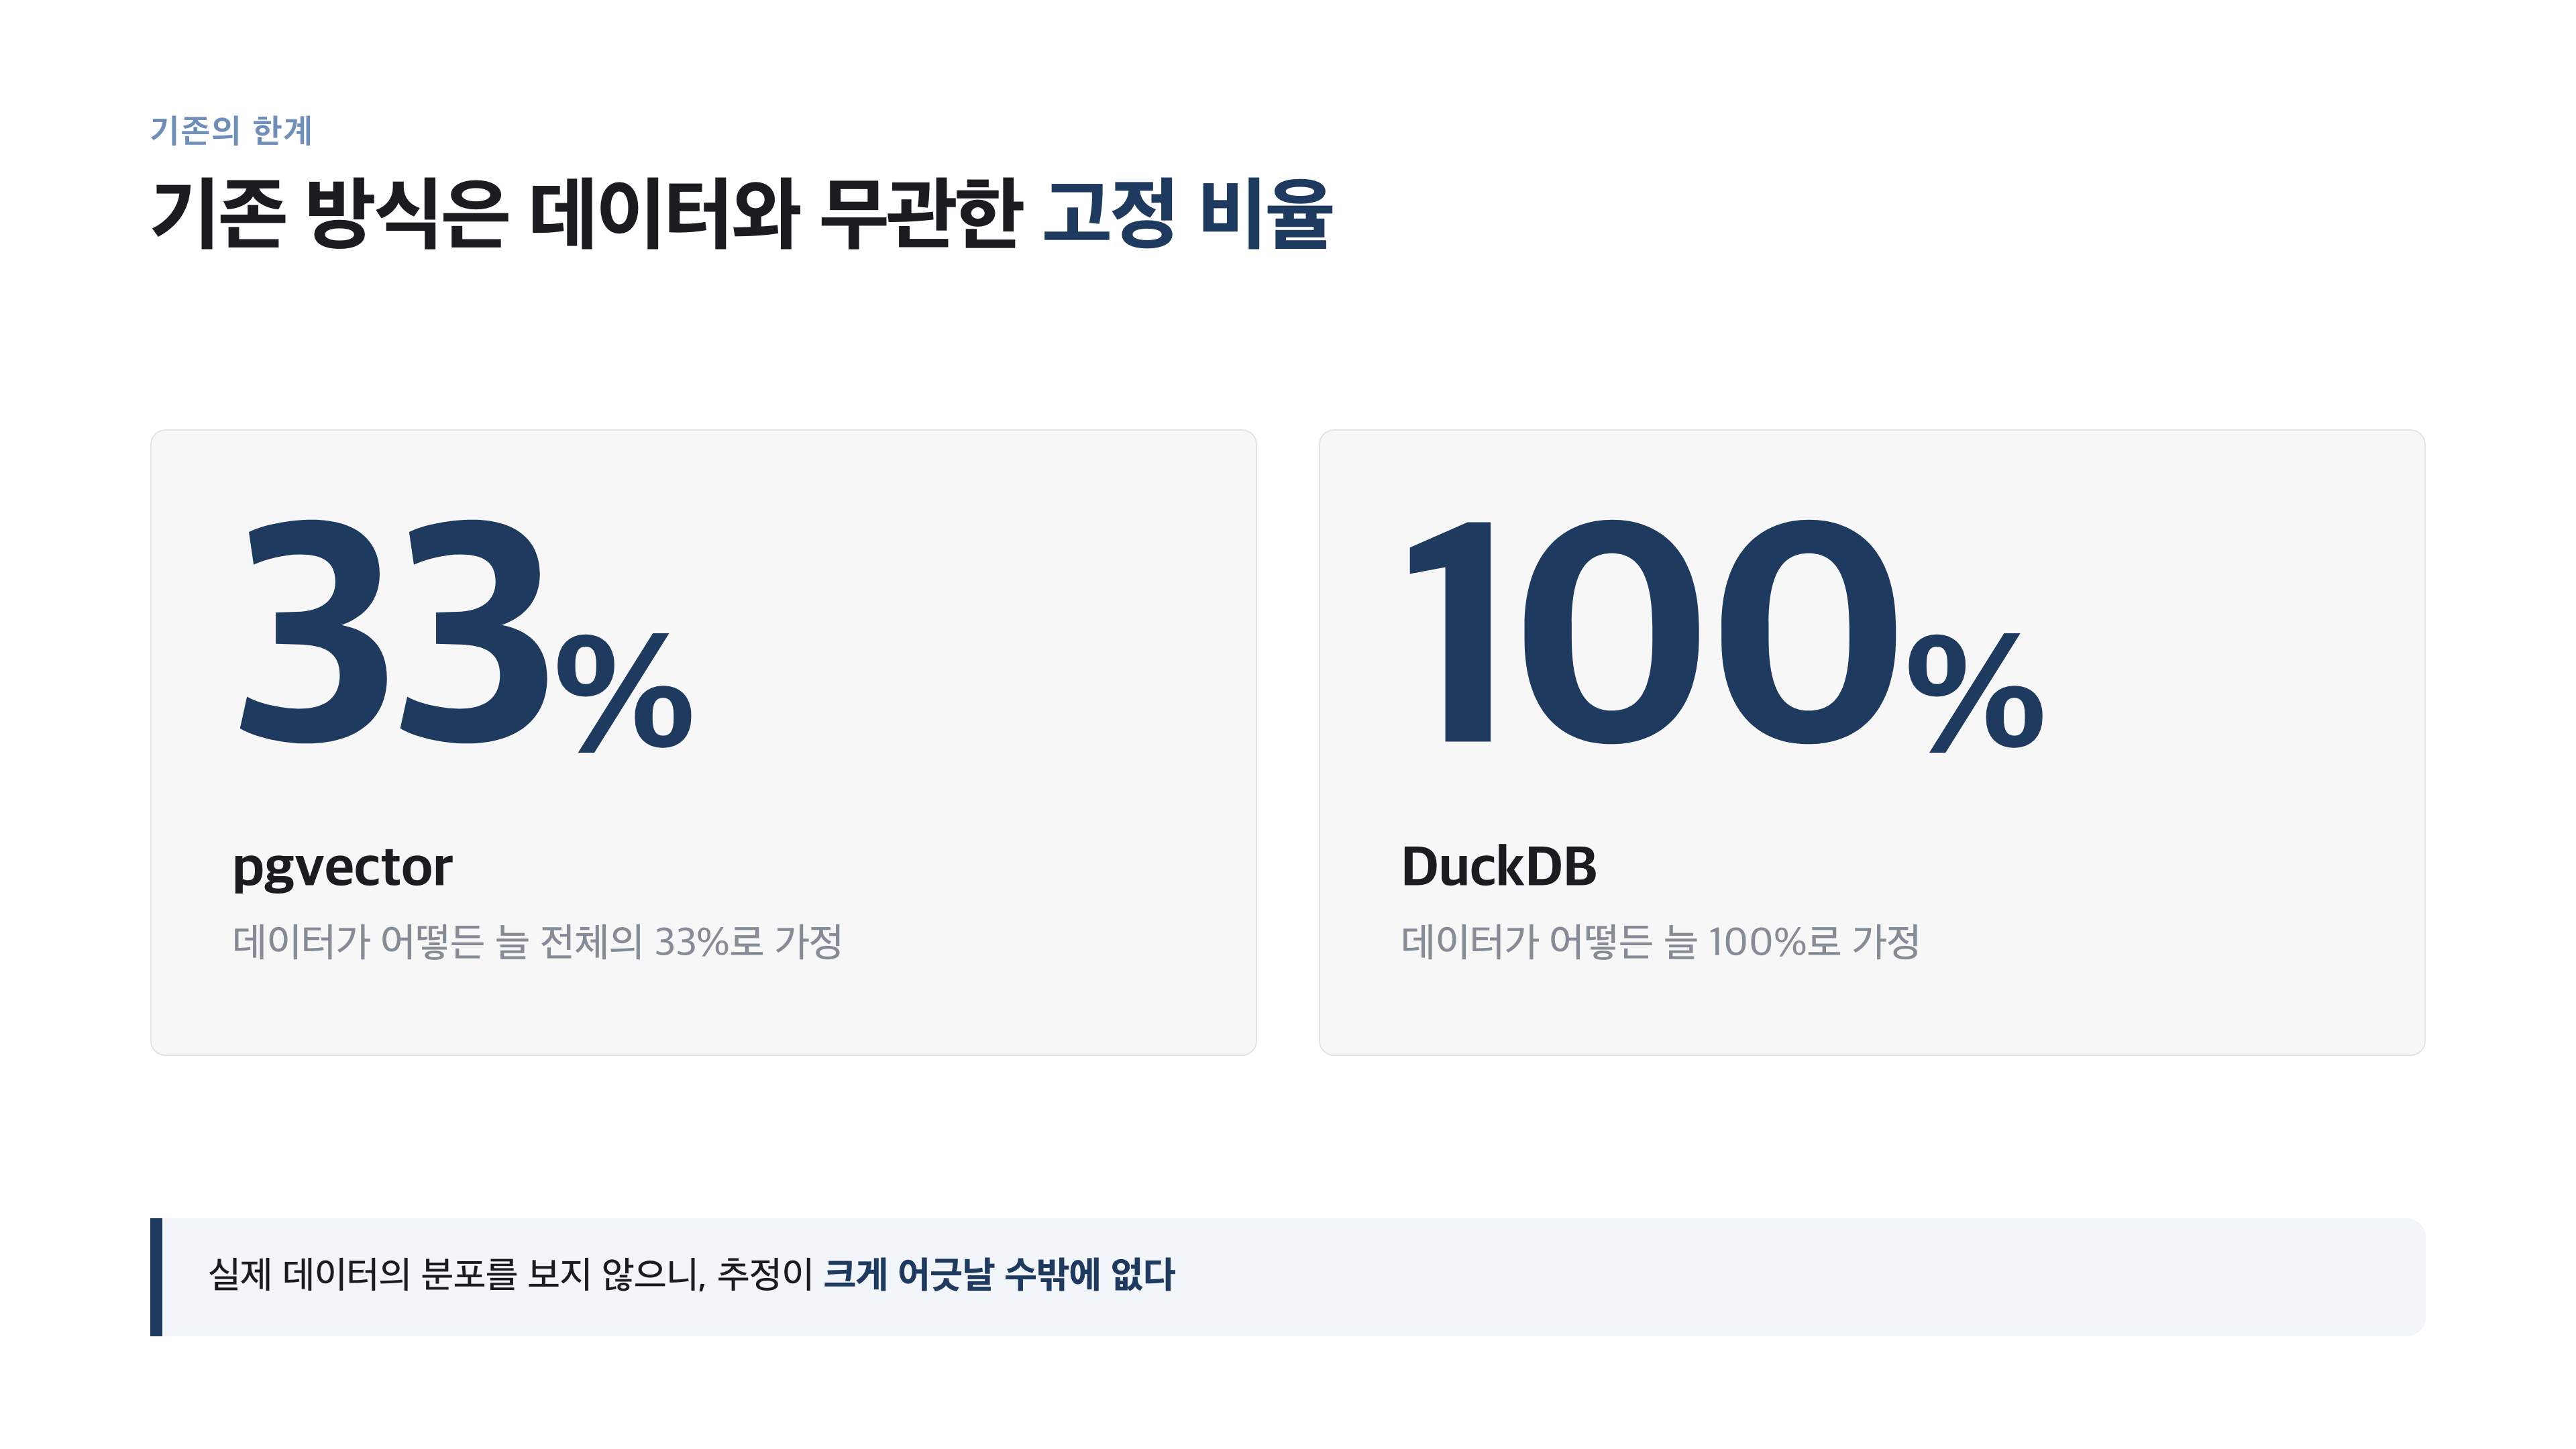 기존의 한계
기존 방식은 데이터와 무관한 고정 비율
33%
pgvector
데이터가 어떻든 늘 전체의 33%로 가정
100%
DuckDB
데이터가 어떻든 늘 100%로 가정
실제 데이터의 분포를 보지 않으니, 추정이 크게 어긋날 수밖에 없다